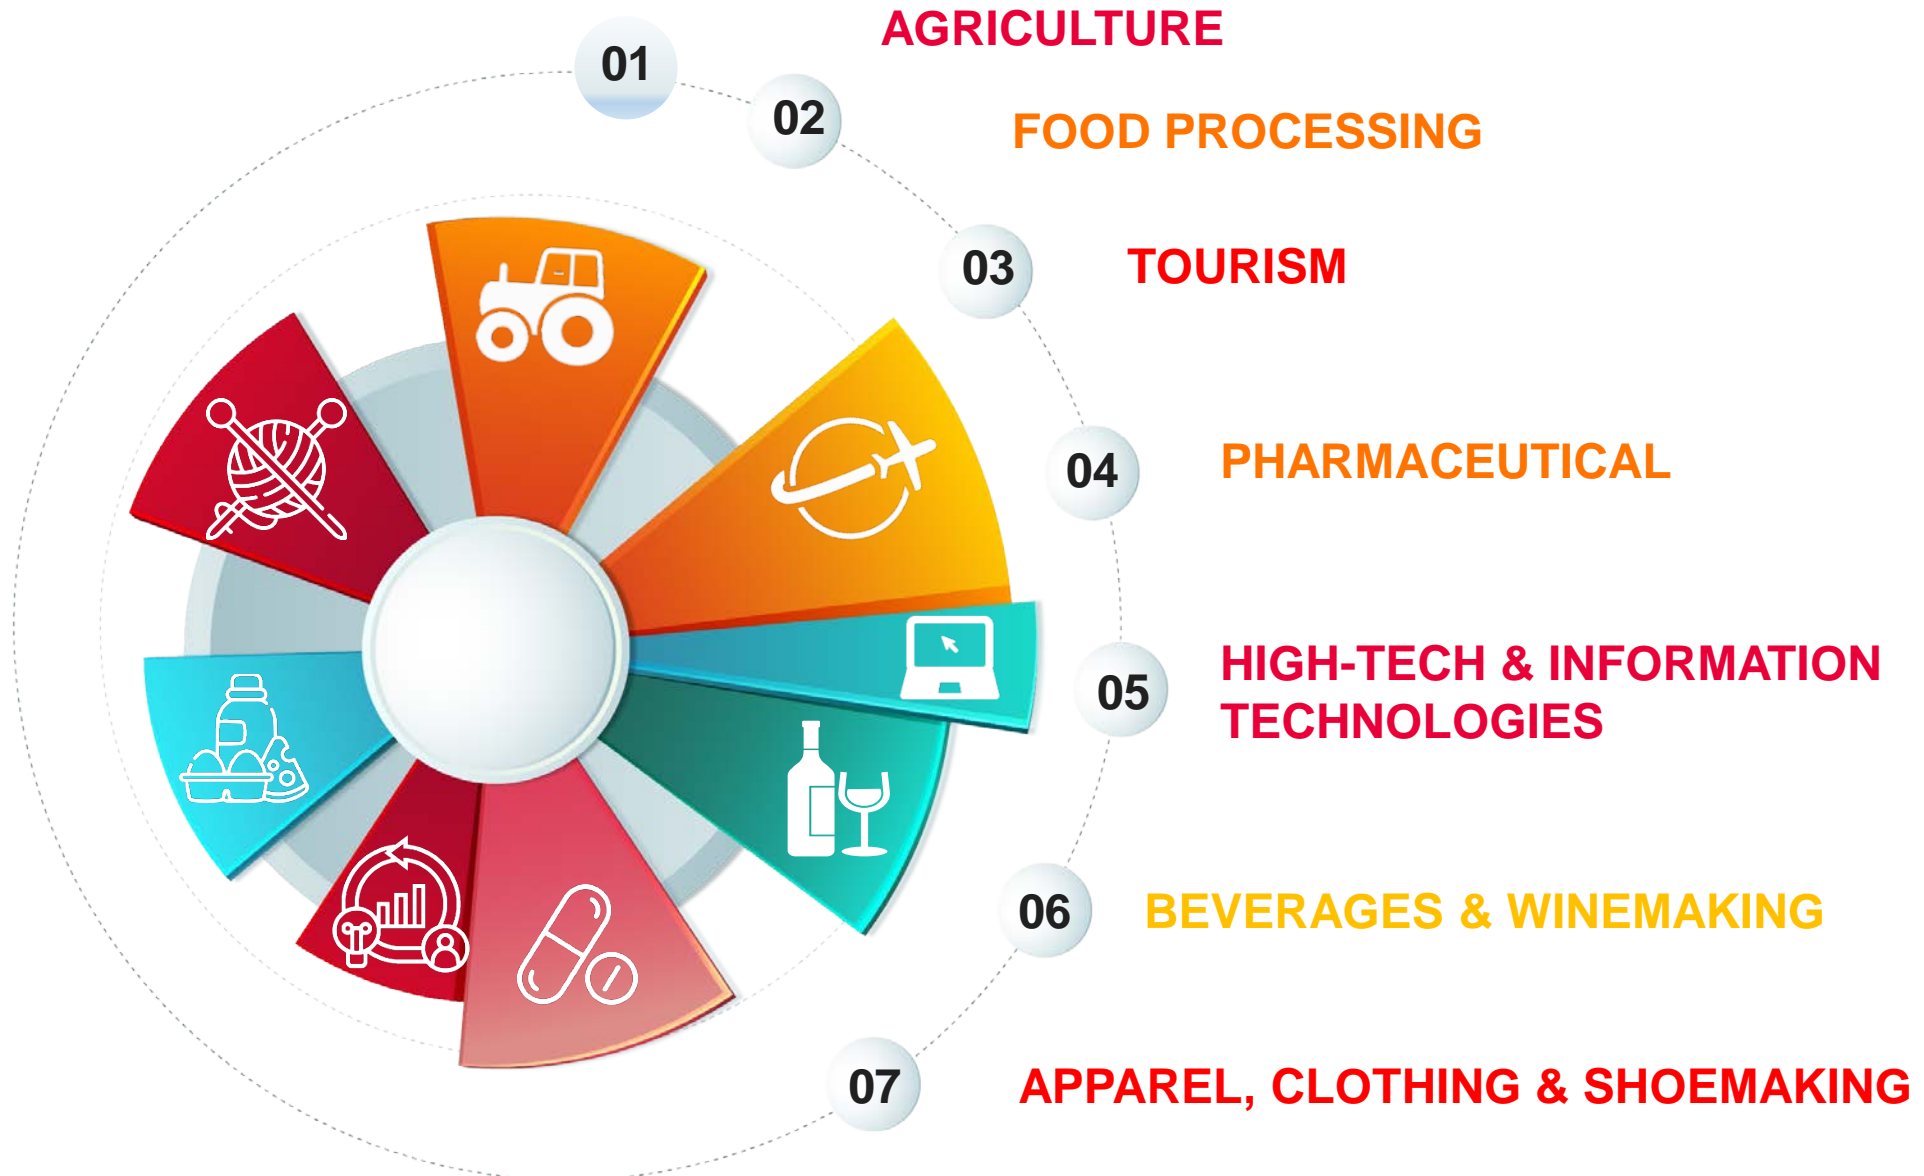 01
AGRICULTURE
02
FOOD PROCESSING
03
TOURISM
04
PHARMACEUTICAL
05
HIGH-TECH & INFORMATION
TECHNOLOGIES
06
BEVERAGES & WINEMAKING
07
APPAREL, CLOTHING & SHOEMAKING